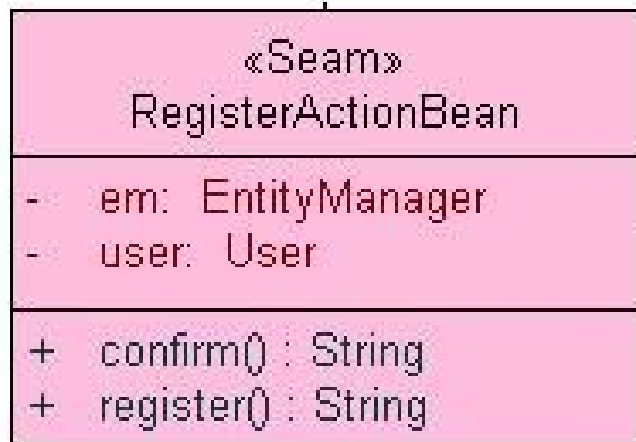 «Seam»
RegisterActionBean
- em: EntityManager
- user: User
+ confirm() : String
+ register() : String